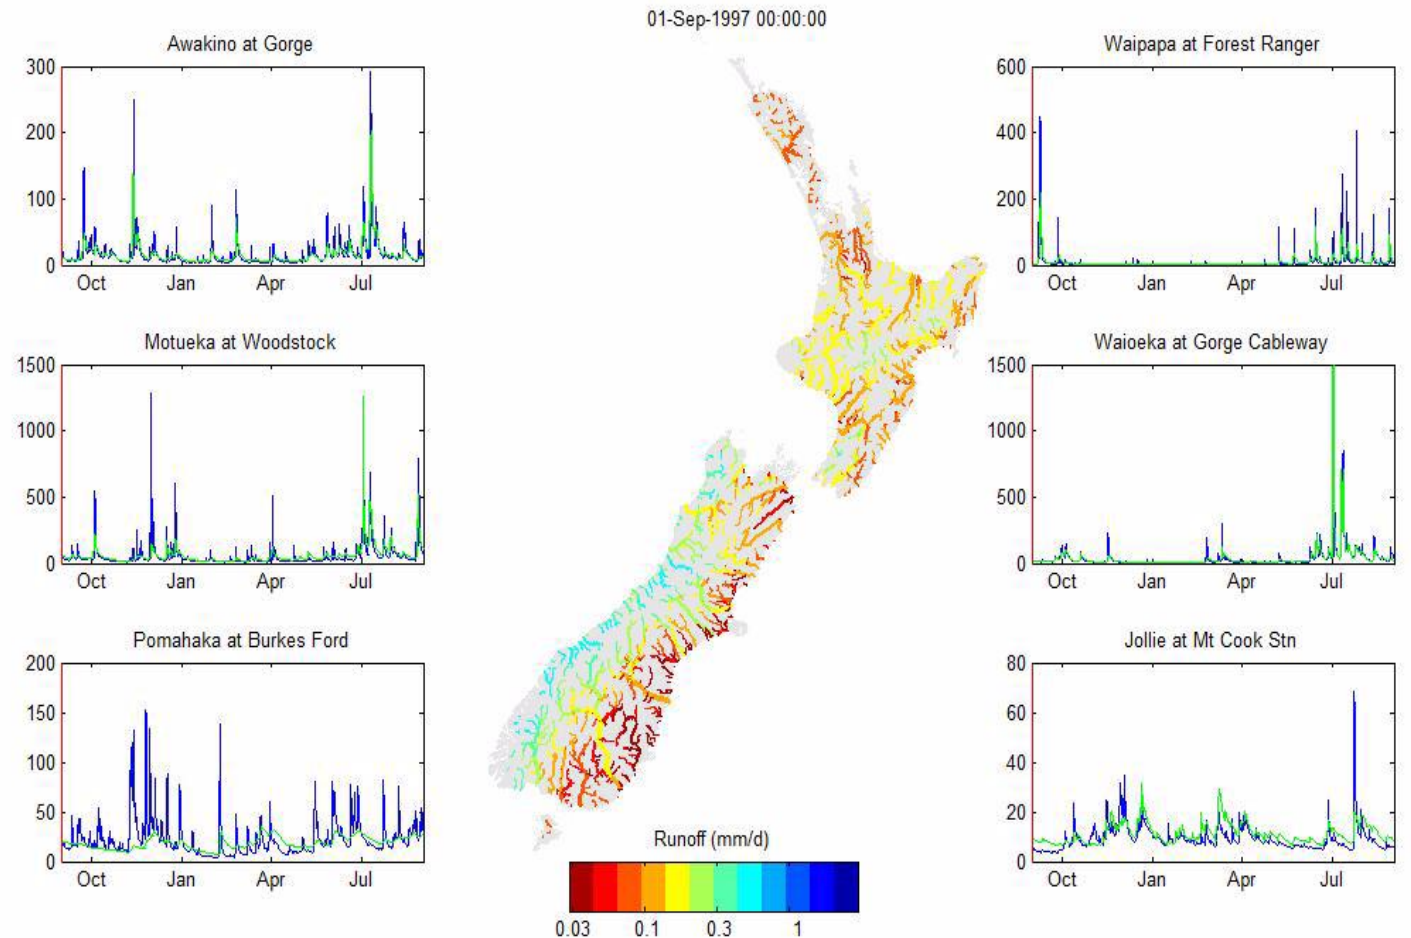 01-Sep-1997 00:00:00
Awakino at Gorge
300
200
100
0
Oct Jan Apr Jul
Motueka at Woodstock
1500
1000
500
0
Oct Jan Apr Jul
Pomahaka at Burkes Ford
200
150
100
50
0
Oct Jan Apr Jul
Runoff (mm/d)
0.03 0.1 0.3 1
Waipapa at Forest Ranger
600
400
200
0
Oct Jan Apr Jul
Waioeka at Gorge Cableway
1500
1000
500
0
Oct Jan Apr Jul
Jollie at Mt Cook Stn
80
60
40
20
0
Oct Jan Apr Jul